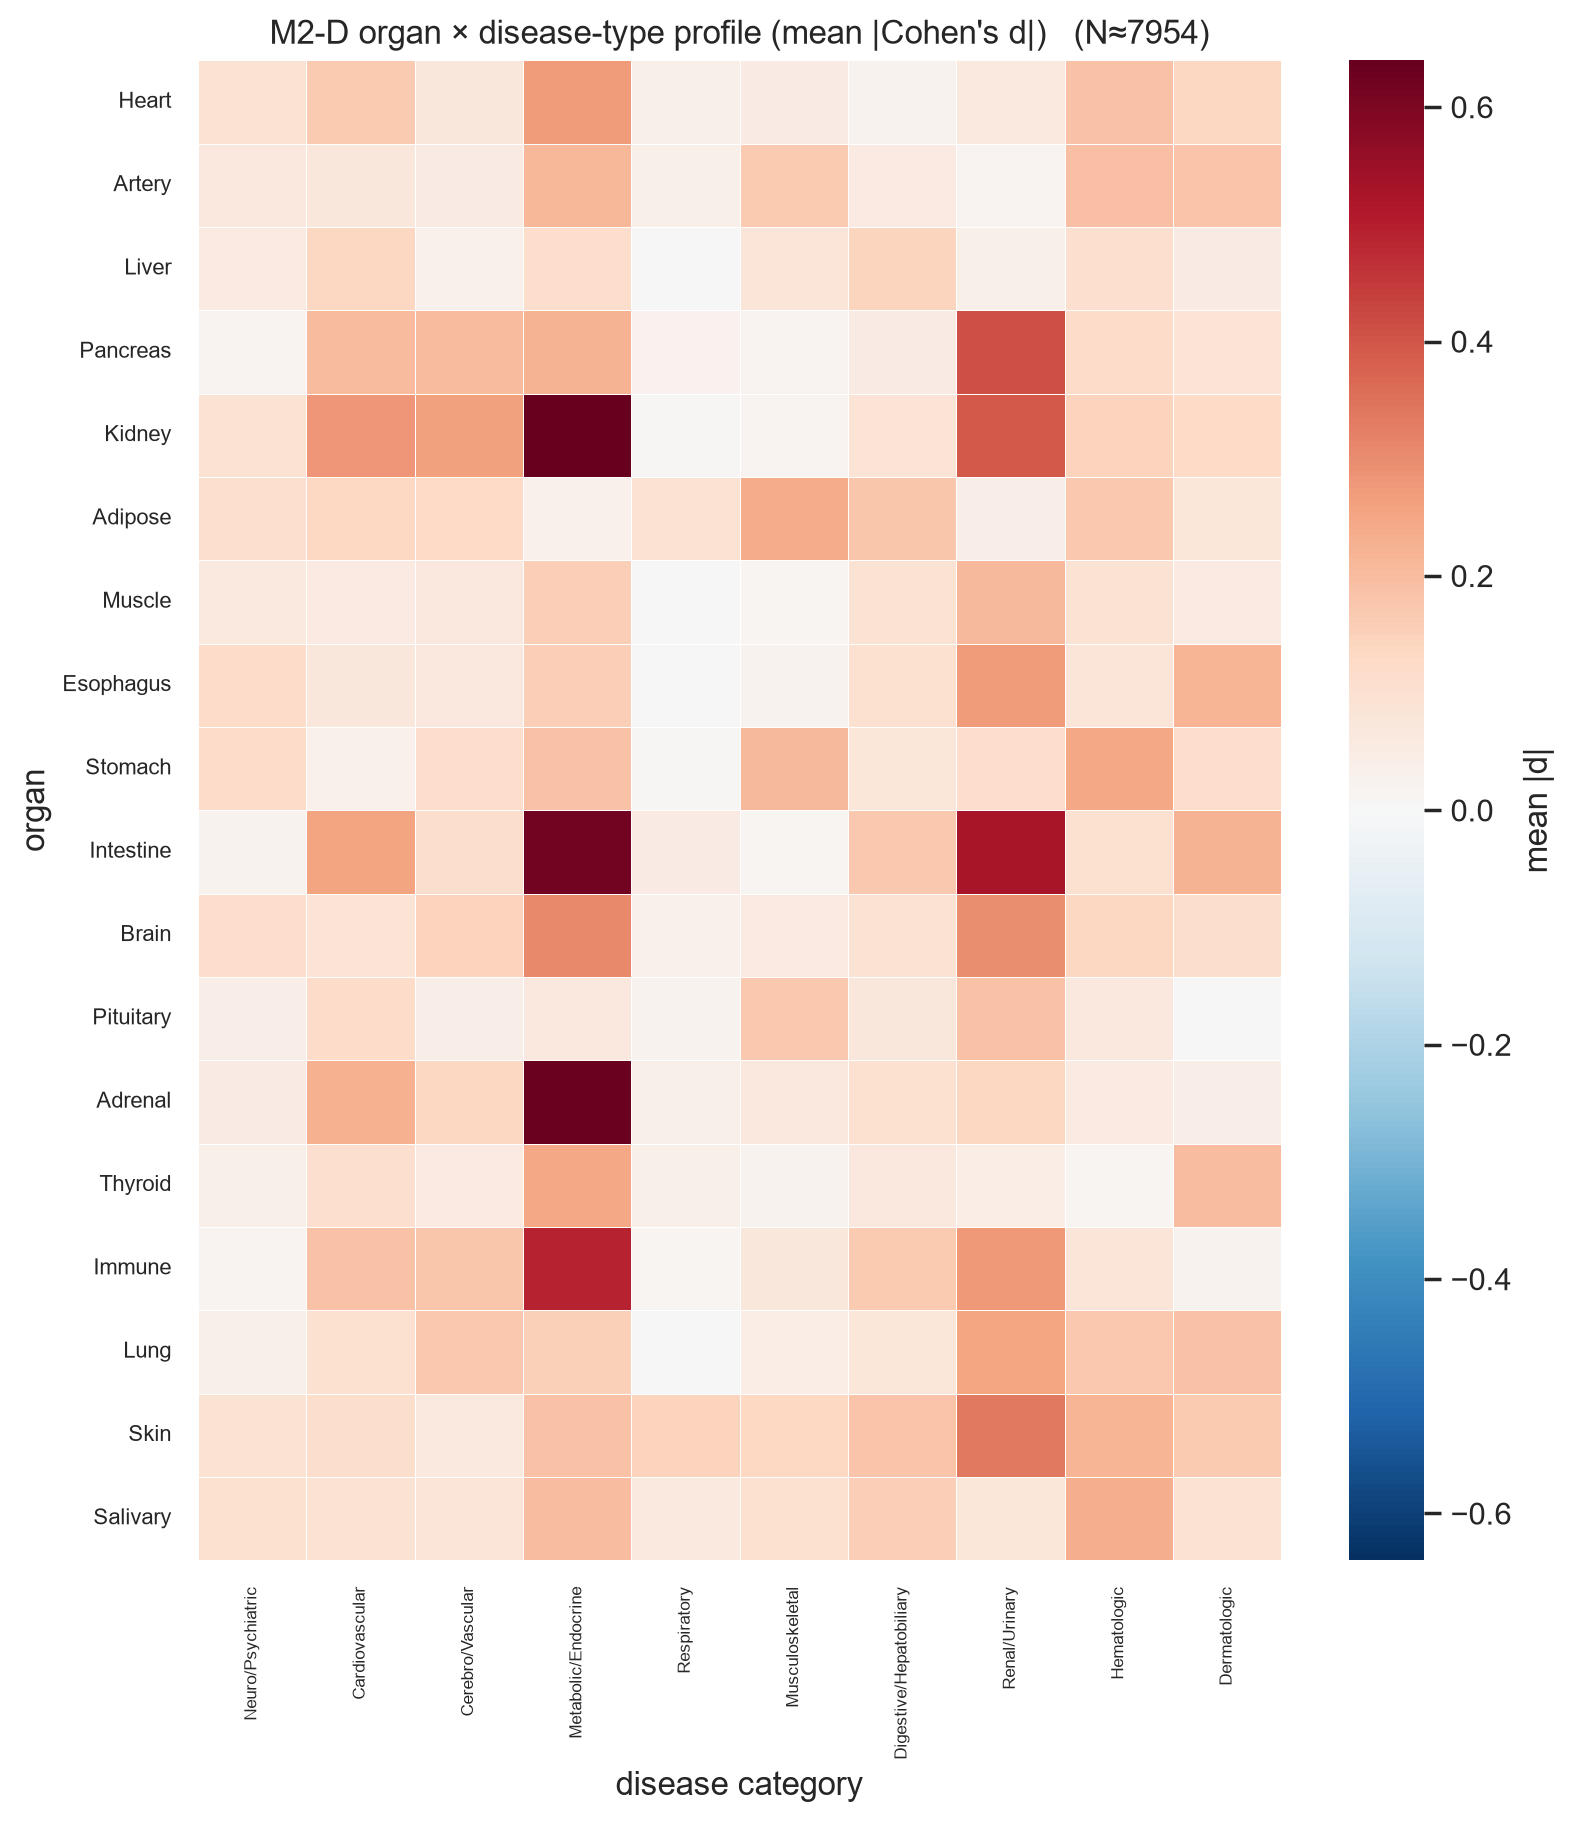 M2-D organ × disease-type profile (mean |Cohen's d|)   (N≈7954)
organ
Heart
Artery
Liver
Pancreas
Kidney
Adipose
Muscle
Esophagus
Stomach
Intestine
Brain
Pituitary
Adrenal
Thyroid
Immune
Lung
Skin
Salivary
Neuro/Psychiatric
Cardiovascular
Cerebro/Vascular
Metabolic/Endocrine
Respiratory
Musculoskeletal
Digestive/Hepatobiliary
Renal/Urinary
Hematologic
Dermatologic
disease category
0.6
0.4
0.2
0.0
−0.2
−0.4
−0.6
mean |d|